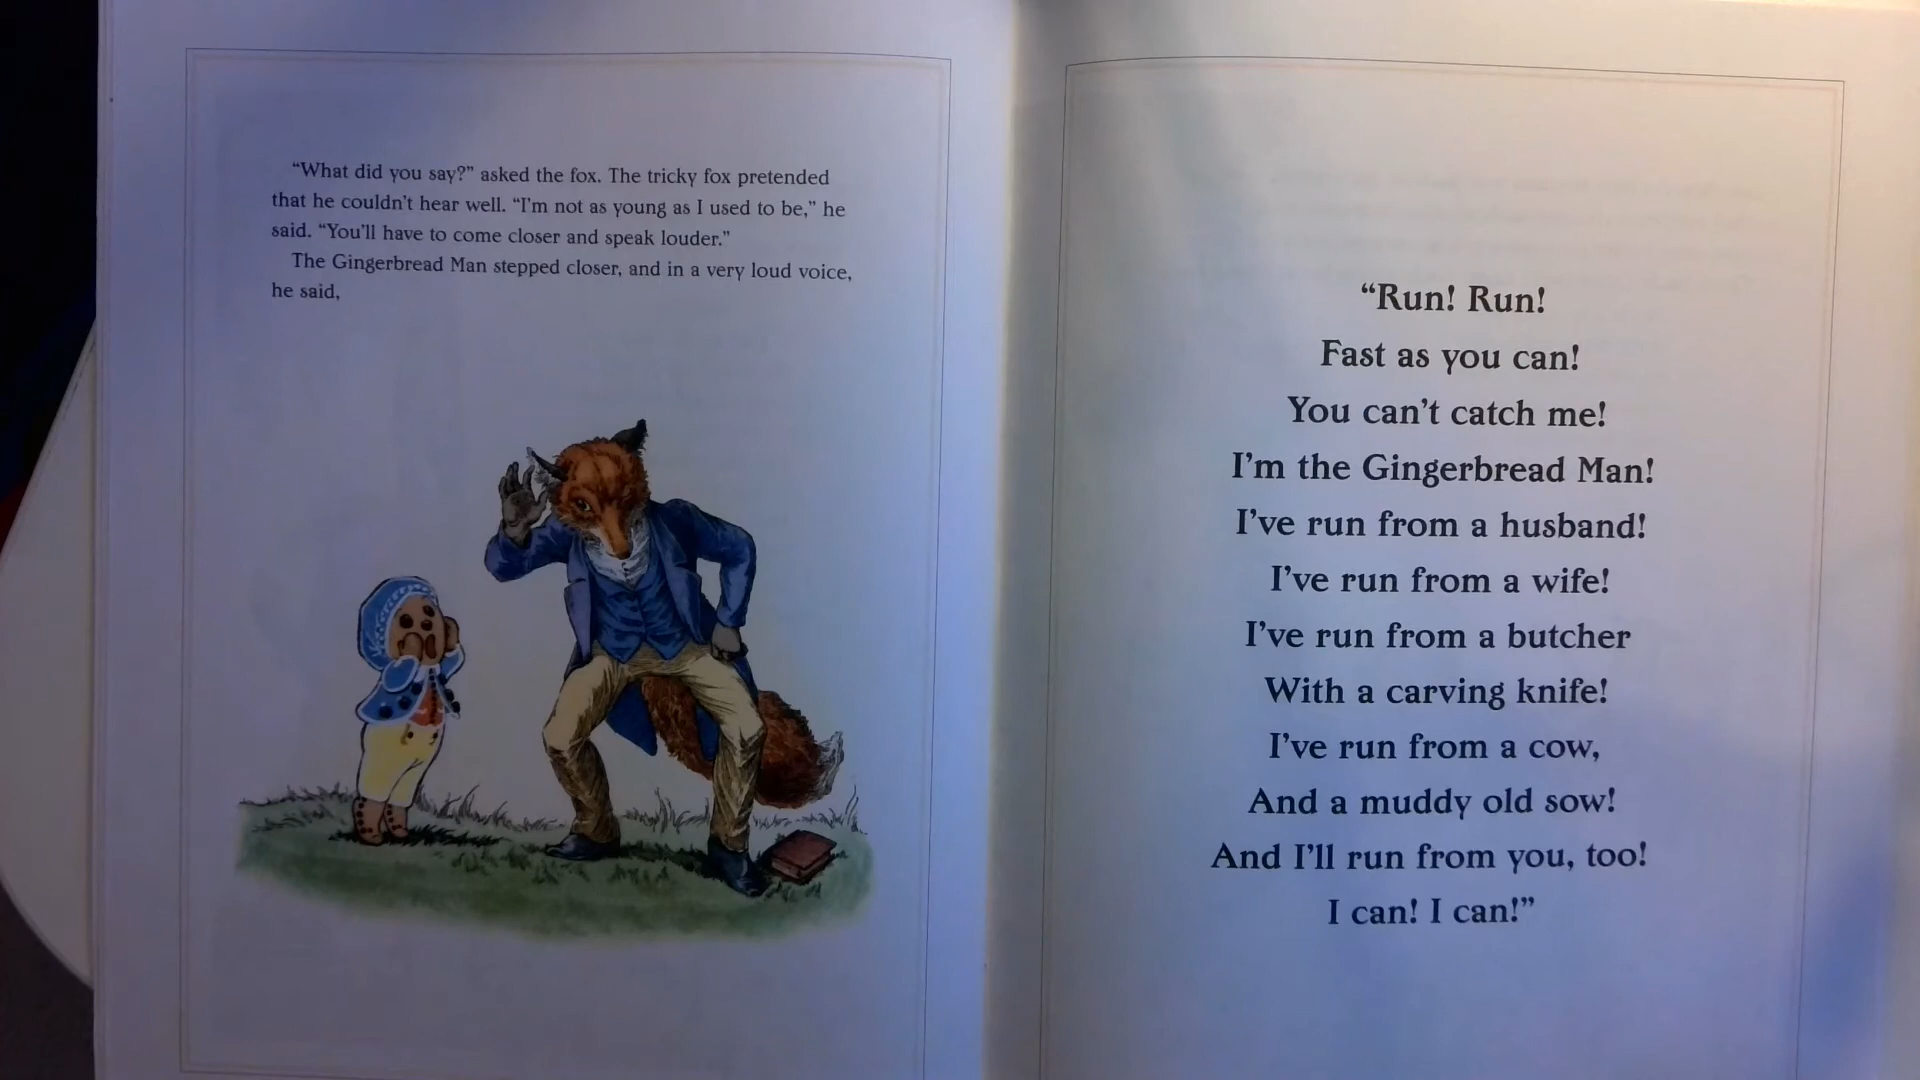 “What did you say?” asked the fox. The tricky fox pretended
that he couldn't hear well. “I'm not as young as I used to be,” he
said. “You'll have to come closer and speak louder.”
The Gingerbread Man stepped closer, and in a very loud voice,
he said,
“Run! Run!
Fast as you can!
You can't catch me!
I'm the Gingerbread Man!
I've run from a husband!
I've run from a wife!
I've run from a butcher
With a carving knife!
I've run from a cow,
And a muddy old sow!
And I'll run from you, too!
I can! I can!”